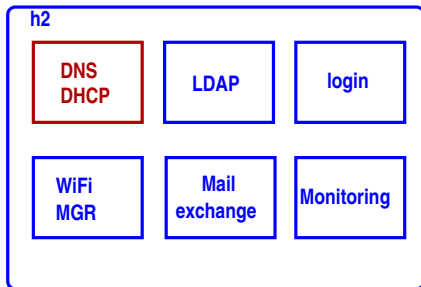 h2
DNS
DHCP
LDAP
login
WiFi
MGR
Mail
exchange
Monitoring